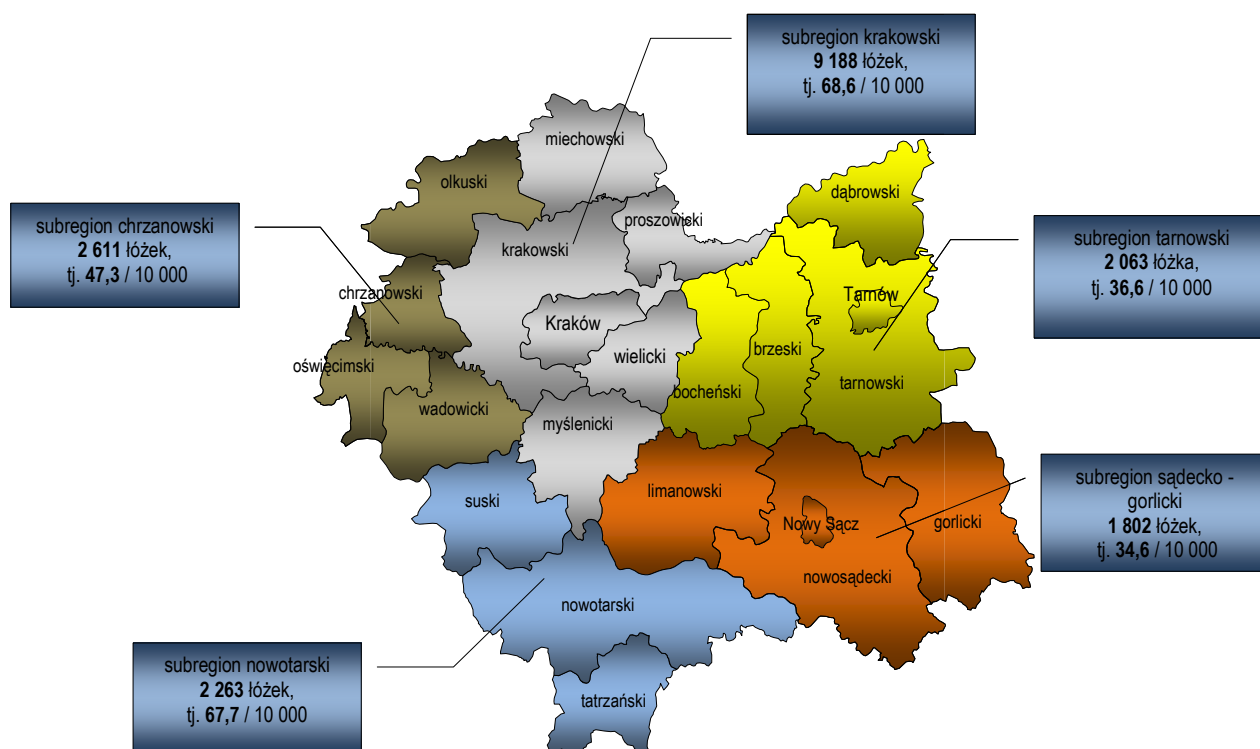 subregion krakowski
9 188 łóżek,
tj. 68,6 / 10 000
miechowski
olkuski
dąbrowski
subregion chrzanowski
2 611 łóżek,
tj. 47,3 / 10 000
proszowicki
krakowski
subregion tarnowski
2 063 łóżka,
tj. 36,6 / 10 000
chrzanowski
Tarnów
Kraków
brzeski
wielicki
oświęcimski
bocheński
tarnowski
wadowicki
myślenicki
limanowski
suski
Nowy Sącz
gorlicki
subregion sądecko -
gorlicki
1 802 łóżek,
tj. 34,6 / 10 000
nowosądecki
nowotarski
subregion nowotarski
2 263 łóżek,
tj. 67,7 / 10 000
tatrzański